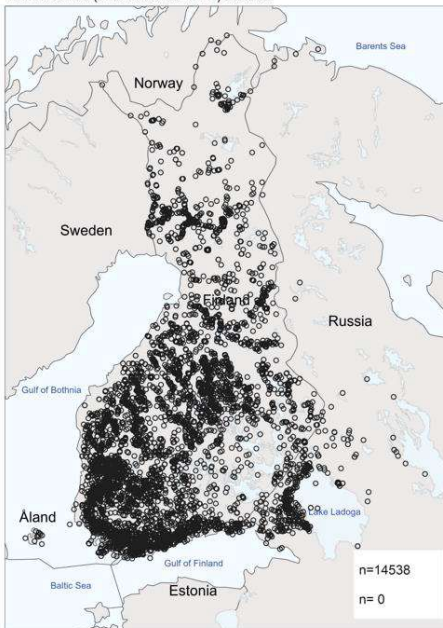 Barents Sea
Norway
Sweden
Finland
Russia
Gulf of Bothnia
Åland
Lake Ladoga
Gulf of Finland
Baltic Sea
Estonia
n=14538
n= 0